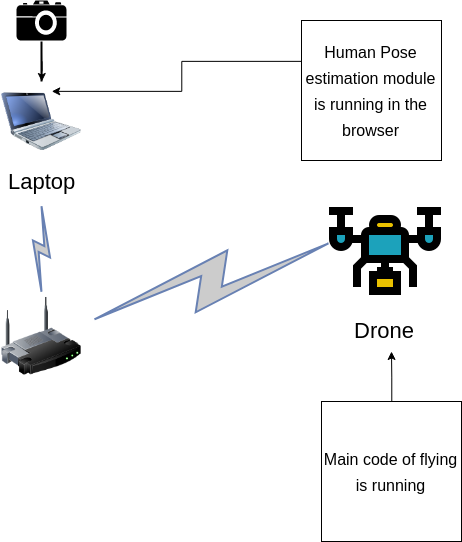 Human Pose
estimation module
is running in the
browser
Laptop
Drone
Main code of flying
is running